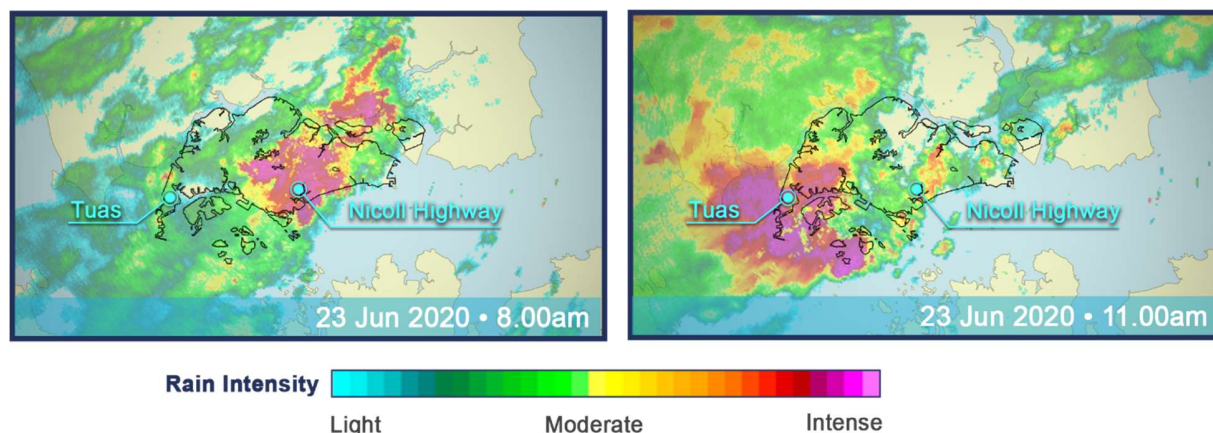 Tuas
Nicoll Highway
23 Jun 2020 • 8.00am
Tuas
Nicoll Highway
23 Jun 2020 • 11.00am
Rain Intensity
Light Moderate Intense